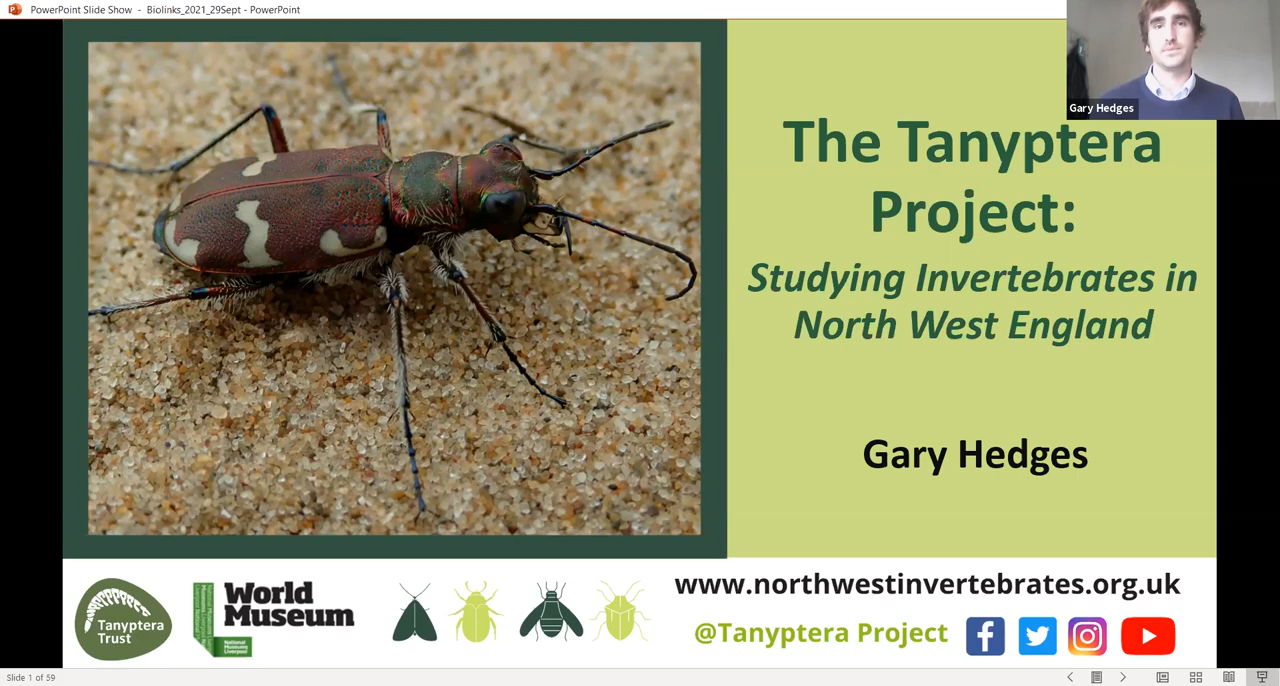 PowerPoint Slide Show - Biolinks_2021_29Sept - PowerPoint
Gary Hedges
The Tanyptera
Project:
Studying Invertebrates in
North West England
Gary Hedges
Tanyptera
Trust
World
Museum
National
Museums
Liverpool
www.northwestinvertebrates.org.uk
@Tanyptera Project
Slide 1 of 59